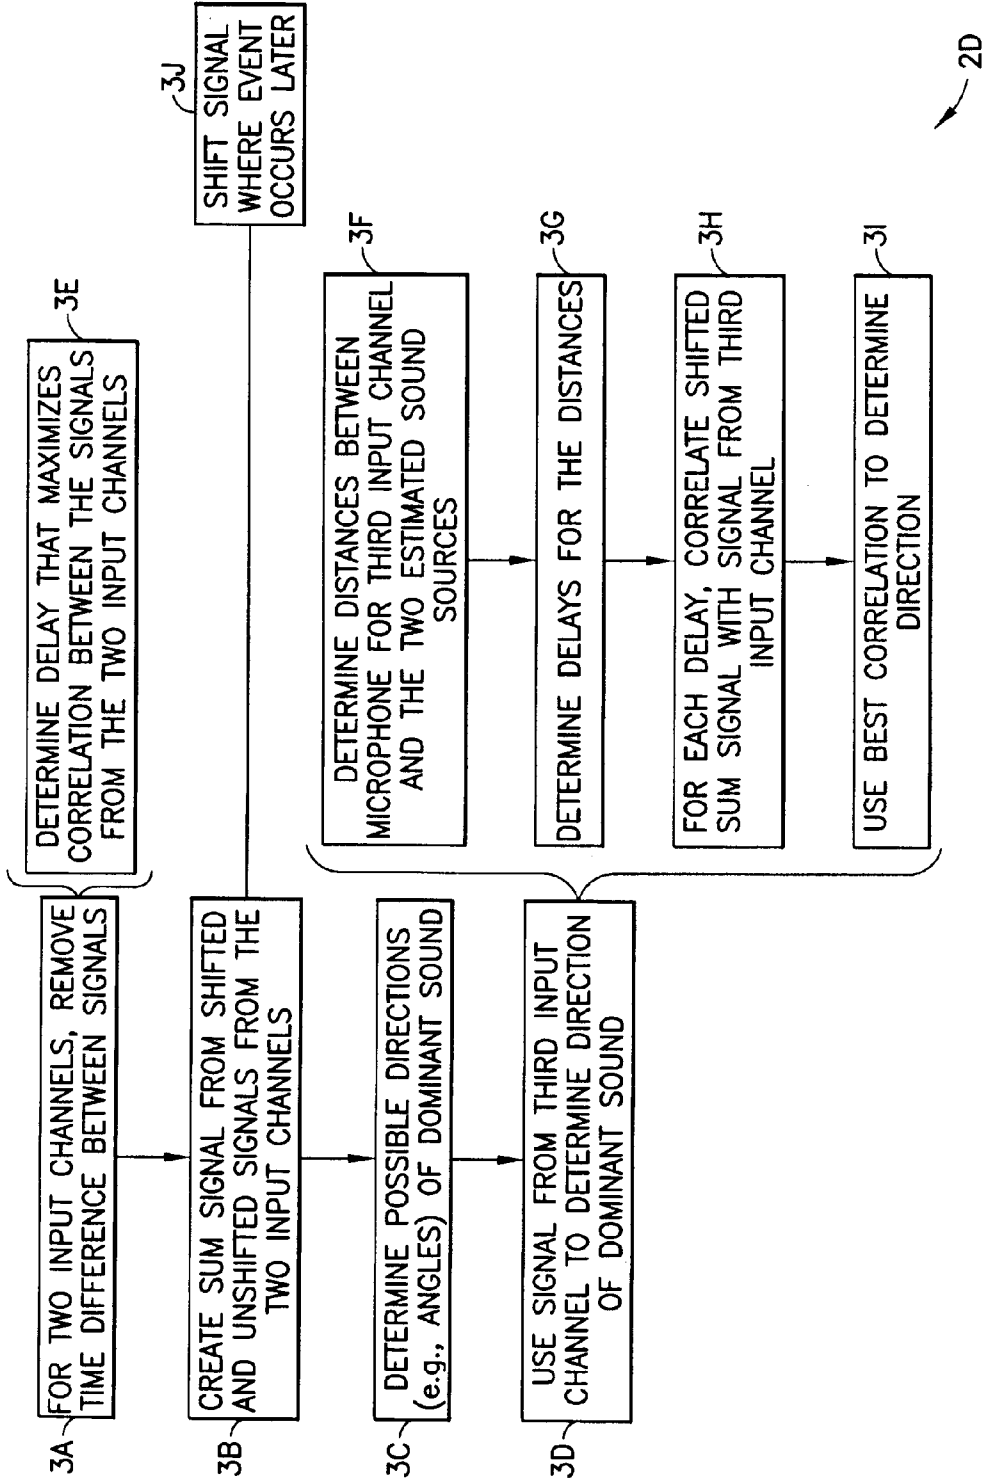 3A
FOR TWO INPUT CHANNELS, REMOVE
TIME DIFFERENCE BETWEEN SIGNALS
3E
DETERMINE DELAY THAT MAXIMIZES
CORRELATION BETWEEN THE SIGNALS
FROM THE TWO INPUT CHANNELS
3B
CREATE SUM SIGNAL FROM SHIFTED
AND UNSHIFTED SIGNALS FROM THE
TWO INPUT CHANNELS
3J
SHIFT SIGNAL
WHERE EVENT
OCCURS LATER
3C
DETERMINE POSSIBLE DIRECTIONS
(e.g., ANGLES) OF DOMINANT SOUND
3D
USE SIGNAL FROM THIRD INPUT
CHANNEL TO DETERMINE DIRECTION
OF DOMINANT SOUND
3F
DETERMINE DISTANCES BETWEEN
MICROPHONE FOR THIRD INPUT CHANNEL
AND THE TWO ESTIMATED SOUND
SOURCES
3G
DETERMINE DELAYS FOR THE DISTANCES
3H
FOR EACH DELAY, CORRELATE SHIFTED
SUM SIGNAL WITH SIGNAL FROM THIRD
INPUT CHANNEL
3I
USE BEST CORRELATION TO DETERMINE
DIRECTION
2D